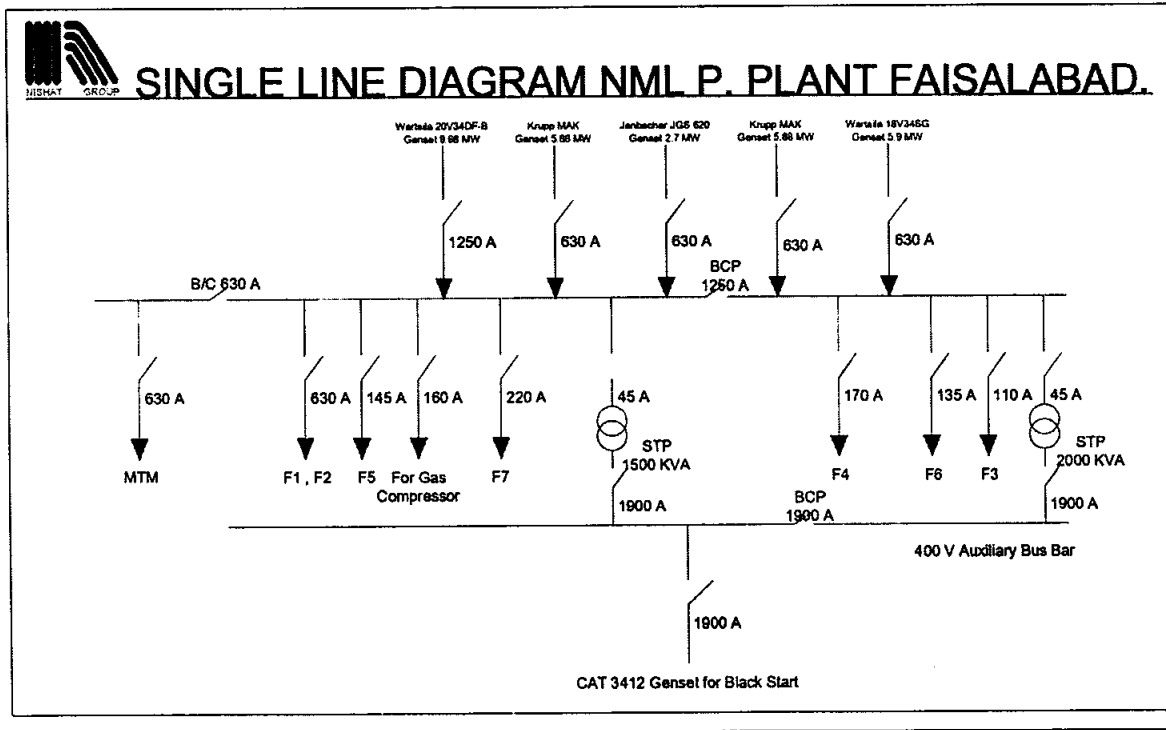 NISHAT GROUP
SINGLE LINE DIAGRAM NML P. PLANT FAISALABAD.
Wartsila 20V34DF-B
Genset 9.66 MW
Krupp MAK
Genset 5.88 MW
Jenbacher JGS 620
Genset 2.7 MW
Krupp MAK
Genset 5.88 MW
Wartsila 18V34SG
Genset 5.9 MW
1250 A
630 A
630 A
630 A
630 A
B/C 630 A
BCP
1250 A
630 A
630 A
145 A
160 A
220 A
45 A
170 A
135 A
110 A
45 A
MTM
F1 , F2
F5
For Gas
Compressor
F7
STP
1500 KVA
F4
F6
F3
STP
2000 KVA
1900 A
BCP
1900 A
1900 A
400 V Auxiliary Bus Bar
1900 A
CAT 3412 Genset for Black Start